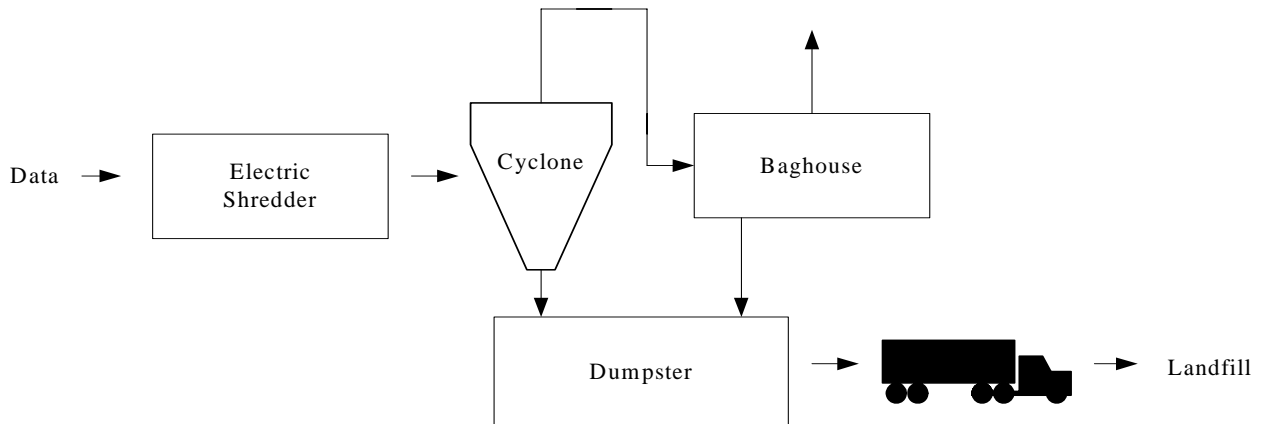 Data
Electric
Shredder
Cyclone
Baghouse
Dumpster
Landfill